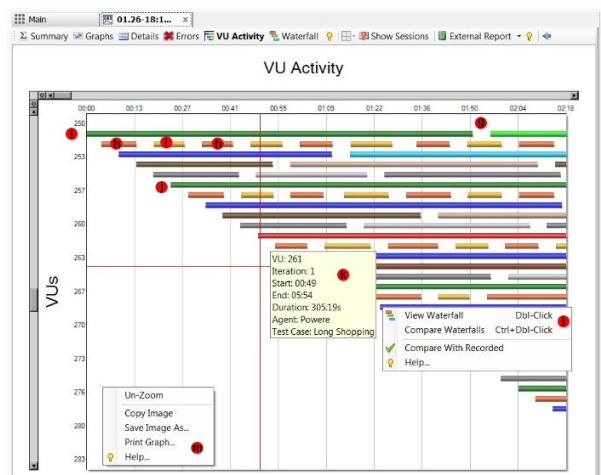 Main
01.26-18:1... x
Σ Summary Graphs Details Errors VU Activity Waterfall Show Sessions External Report
VU Activity
00:00 00:13 00:27 00:41 00:55 01:09 01:22 01:36 01:50 02:04 02:18
250
253
257
260
263
267
270
273
276
280
283
VUs
i
h
i
h
g
j
k
VU: 261
Iteration: 1
Start: 00:49
End: 05:54
Duration: 305.19s
Agent: Powere
Test Case: Long Shopping
View Waterfall Dbl-Click
Compare Waterfalls Ctrl+Dbl-Click
Compare With Recorded
Help...
Un-Zoom
Copy Image
Save Image As...
Print Graph...
Help...
m